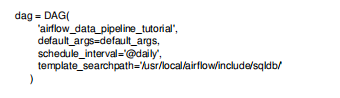 dag = DAG(
'airflow_data_pipeline_tutorial',
default_args=default_args,
schedule_interval='@daily',
template_searchpath='/usr/local/airflow/include/sqldb/'
)